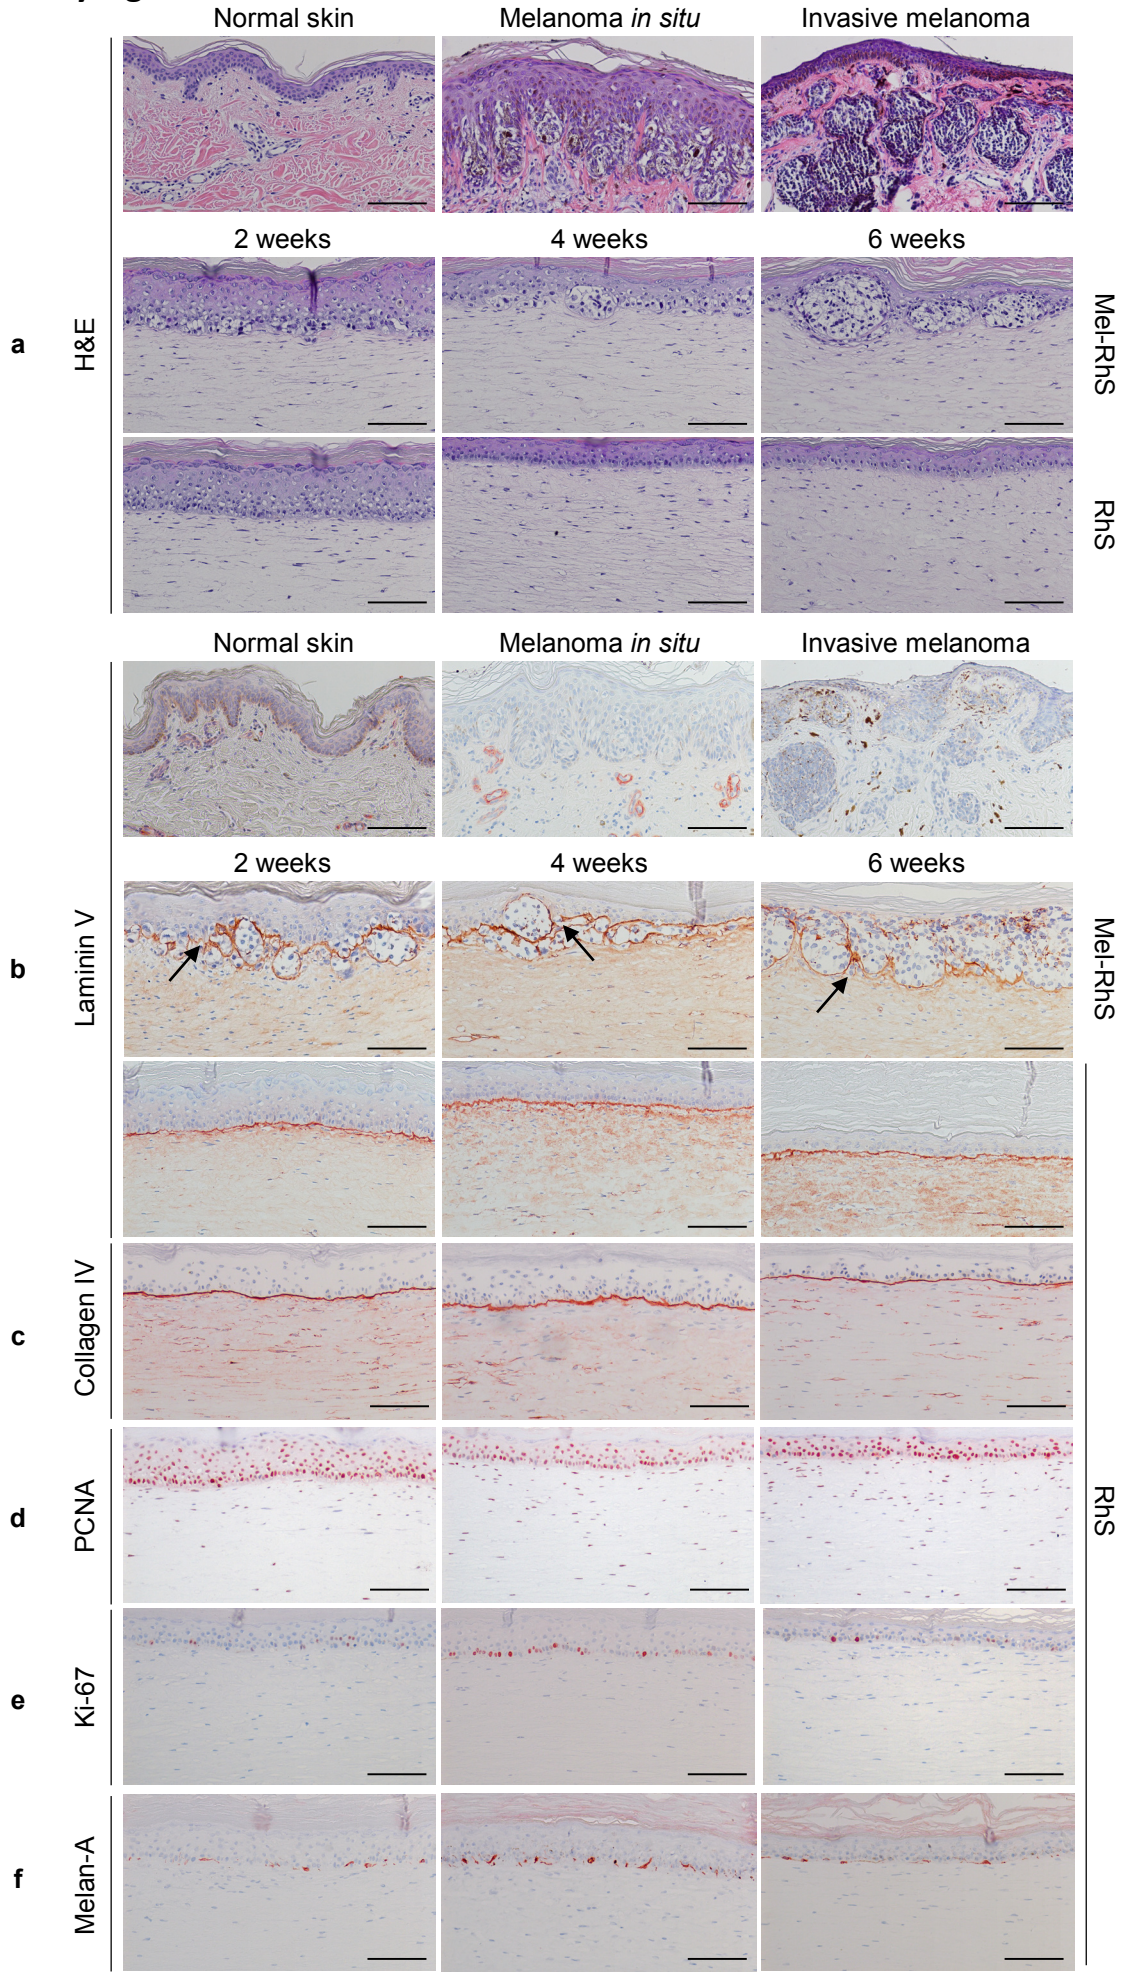 Normal skin
Melanoma in situ
Invasive melanoma
2 weeks
4 weeks
6 weeks
a
H&E
Mel-RhS
RhS
Normal skin
Melanoma in situ
Invasive melanoma
2 weeks
4 weeks
6 weeks
b
Laminin V
Mel-RhS
c
Collagen IV
d
PCNA
RhS
e
Ki-67
f
Melan-A